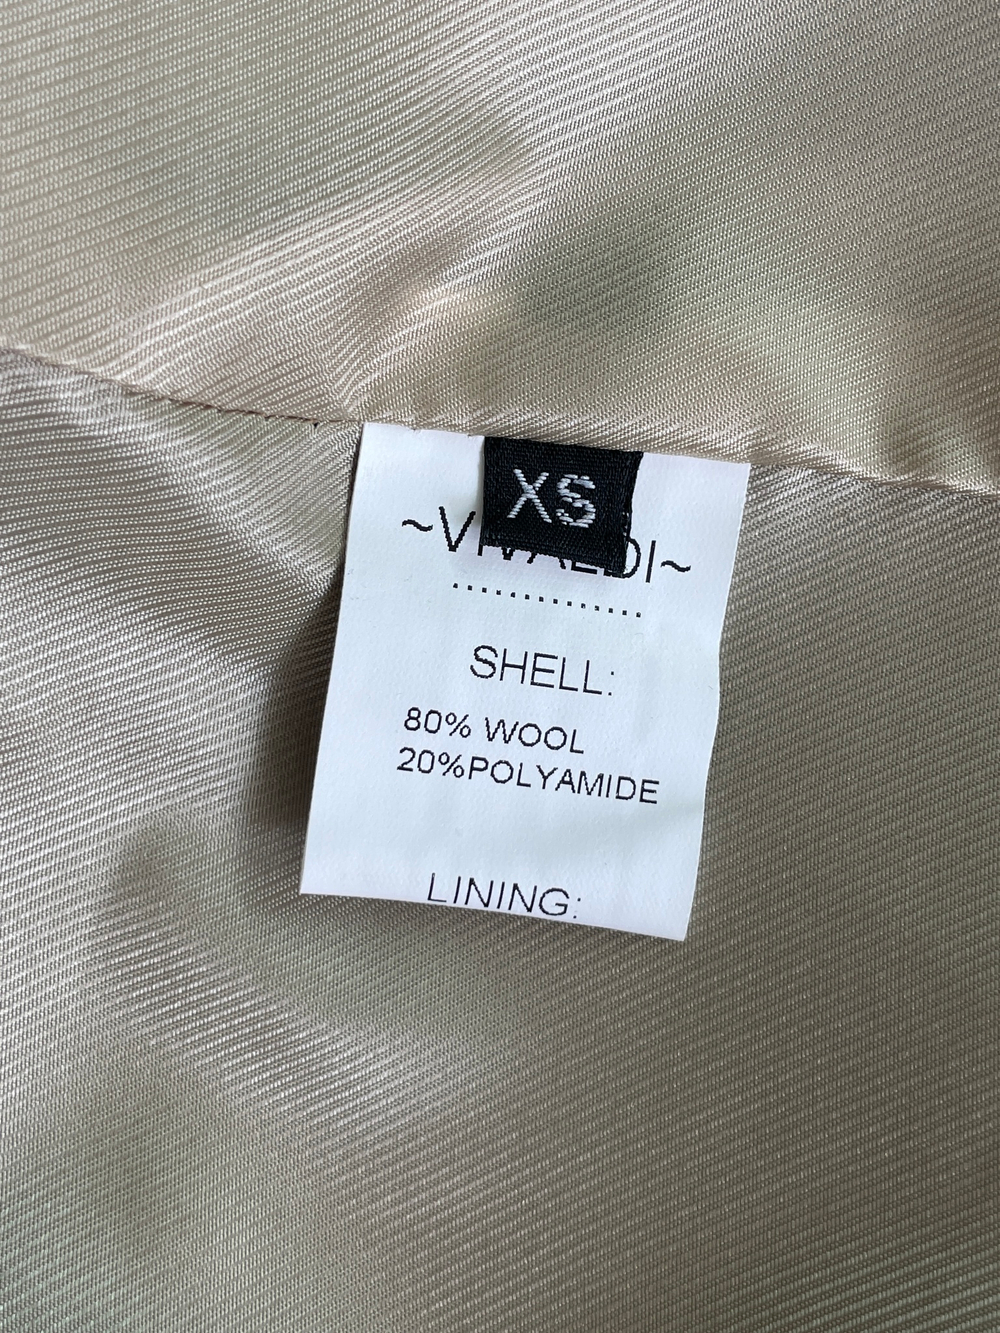 XS
~VIVALDI~
SHELL:
80% WOOL
20%POLYAMIDE
LINING: